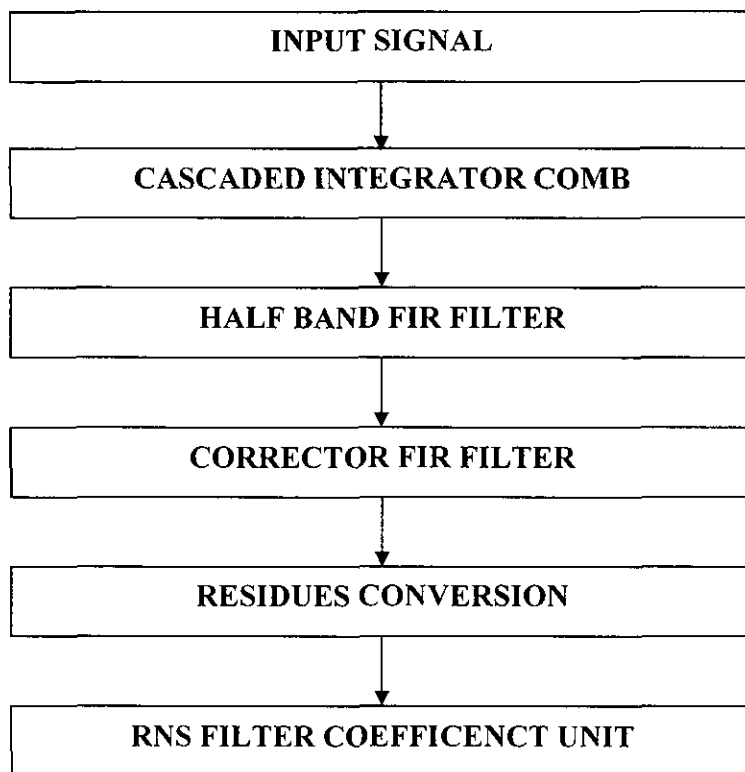 INPUT SIGNAL
CASCADED INTEGRATOR COMB
HALF BAND FIR FILTER
CORRECTOR FIR FILTER
RESIDUES CONVERSION
RNS FILTER COEFFICENCT UNIT